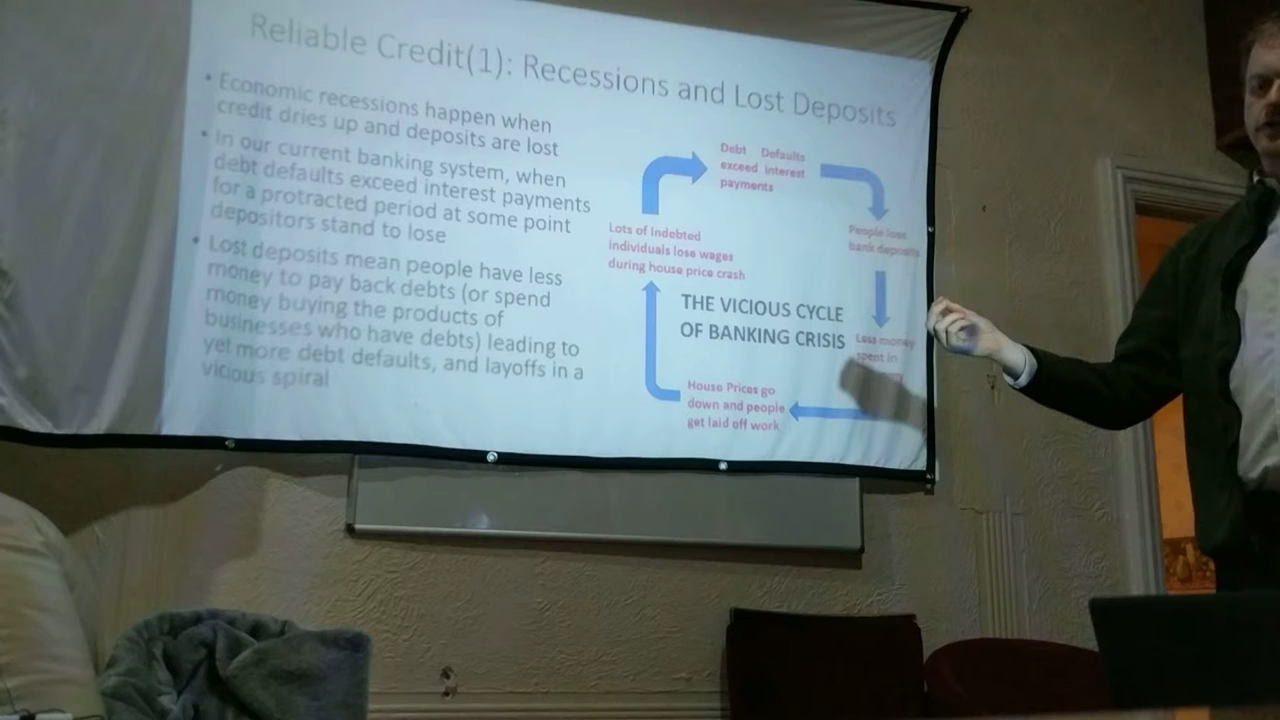 Reliable Credit(1): Recessions and Lost Deposits
• Economic recessions happen when
credit dries up and deposits are lost
• In our current banking system, when
debt defaults exceed interest payments
for a protracted period at some point
depositors stand to lose
• Lost deposits mean people have less
money to pay back debts (or spend
money buying the products of
businesses who have debts) leading to
yet more debt defaults, and layoffs in a
vicious spiral
Debt Defaults
exceed interest
payments
People lose
bank deposits
Less money
spent in
House Prices go
down and people
get laid off work
Lots of Indebted
individuals lose wages
during house price crash
THE VICIOUS CYCLE
OF BANKING CRISIS